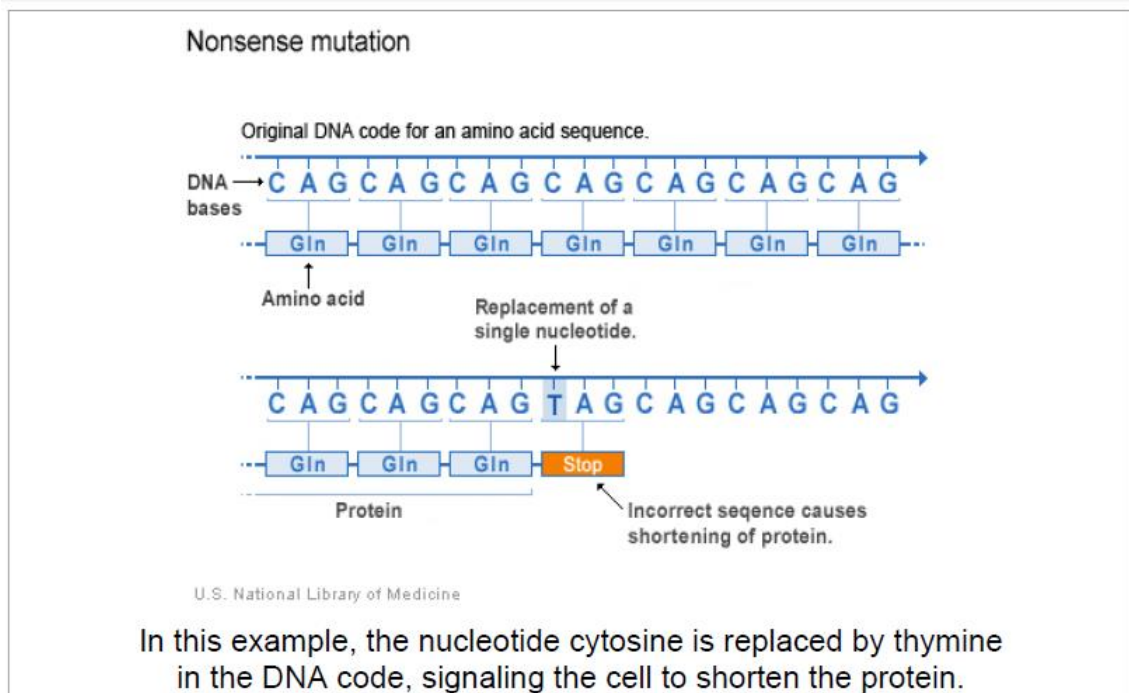 Nonsense mutation
Original DNA code for an amino acid sequence.
DNA bases
C A G C A G C A G C A G C A G C A G C A G
Gln Gln Gln Gln Gln Gln Gln
Amino acid
Replacement of a
single nucleotide.
C A G C A G C A G T A G C A G C A G C A G
Gln Gln Gln Stop
Protein
Incorrect seqence causes
shortening of protein.
U.S. National Library of Medicine
In this example, the nucleotide cytosine is replaced by thymine
in the DNA code, signaling the cell to shorten the protein.